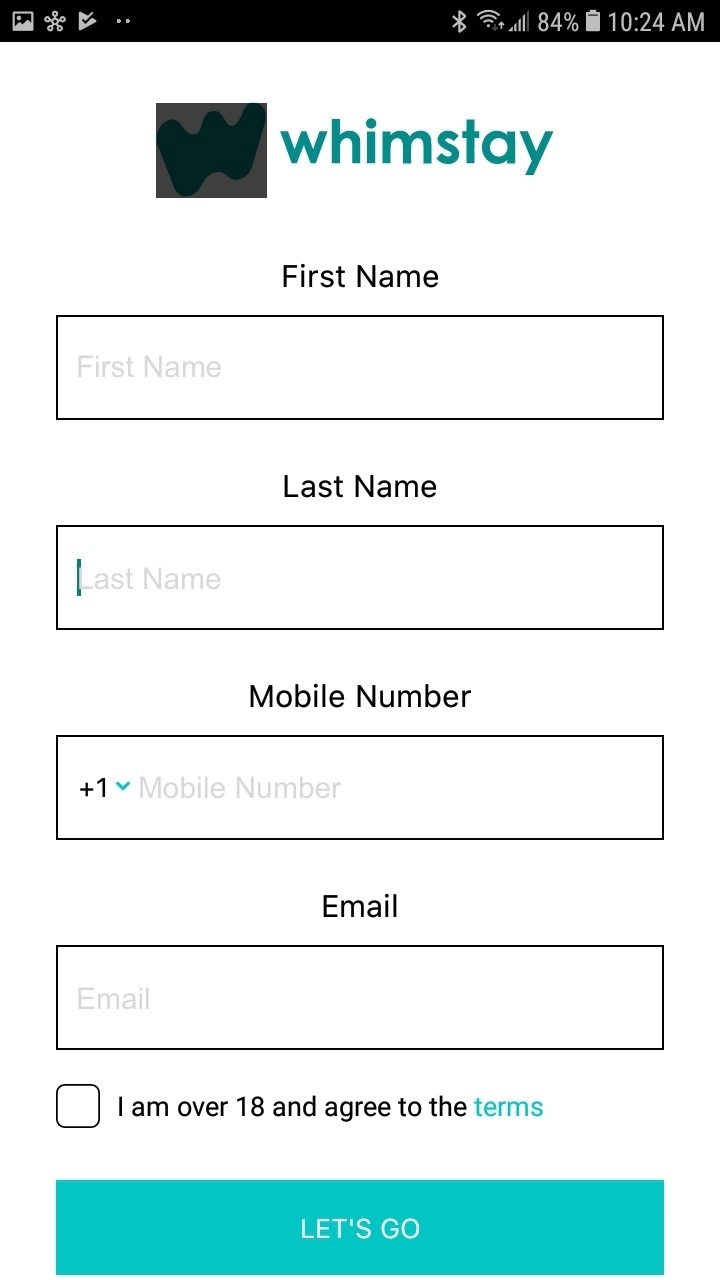 84% 10:24 AM
whimstay
First Name
First Name
Last Name
Last Name
Mobile Number
+1 Mobile Number
Email
Email
I am over 18 and agree to the terms
LET'S GO